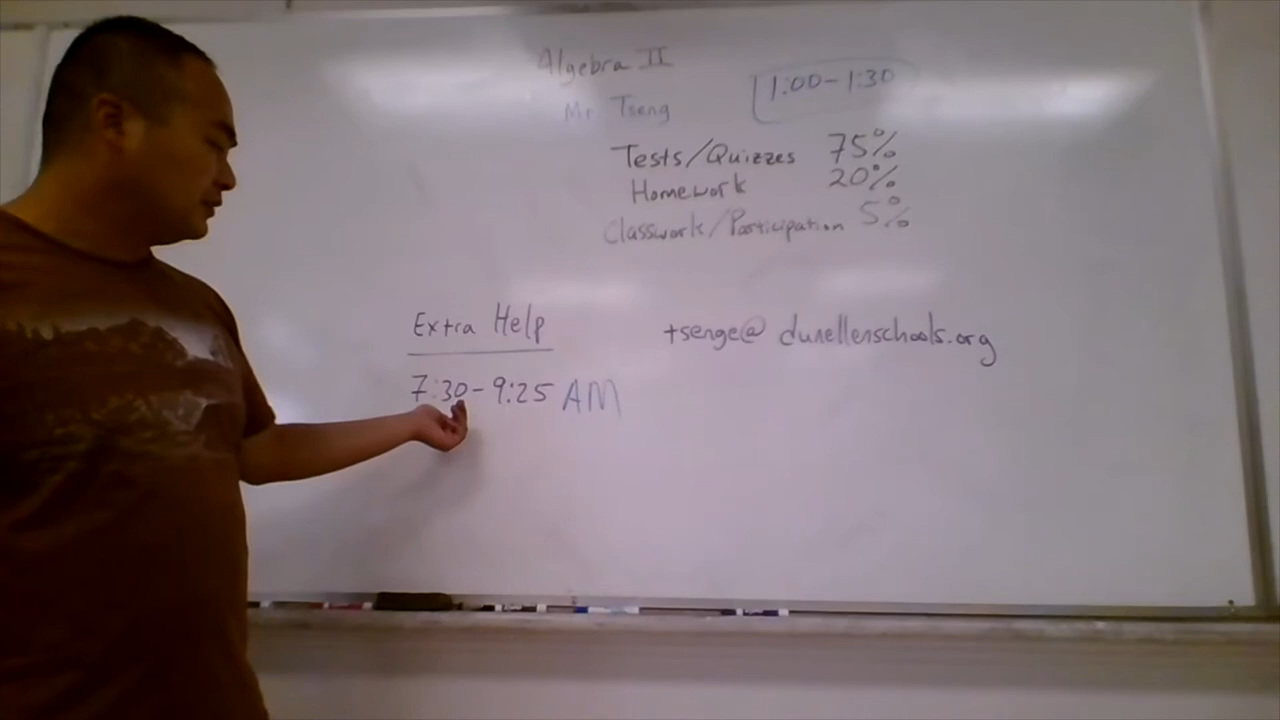 Algebra II
1:00-1:30
Mr Tseng
Tests/Quizzes 75%
Homework 20%
Classwork/Participation 5%
Extra Help
7:30-9:25 AM
tsenge@dunellenschools.org